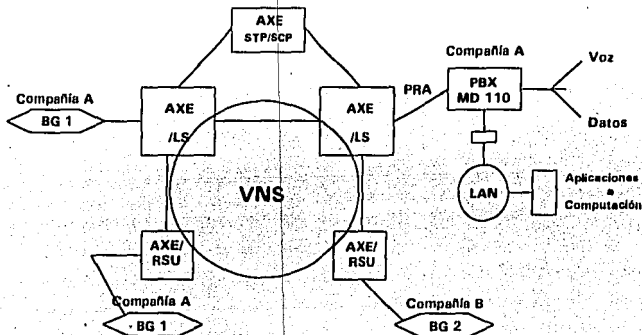 AXE
STP/SCP
Compañía A
Voz
PRA
PBX
MD 110
Datos
Compañía A
BG 1
AXE
/LS
AXE
/LS
VNS
LAN
Aplicaciones
a
Computación
AXE/
RSU
AXE/
RSU
Compañía A
BG 1
Compañía B
BG 2